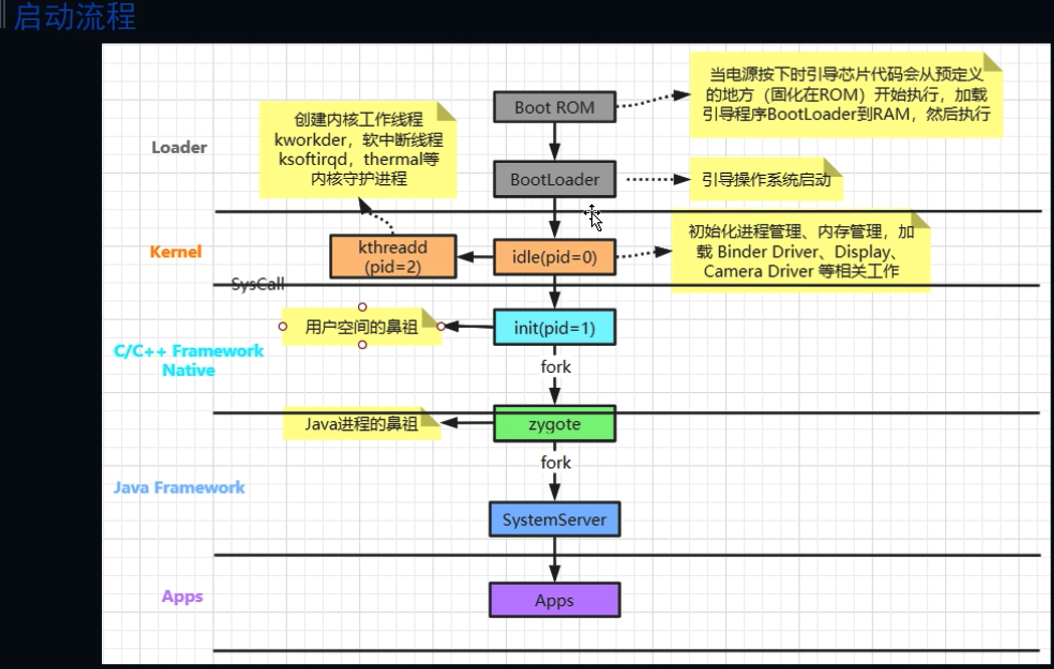 启动流程
Boot ROM
当电源按下时引导芯片代码会从预定义
的地方（固化在ROM）开始执行，加载
引导程序BootLoader到RAM，然后执行
创建内核工作线程
kworkder，软中断线程
ksoftirqd，thermal等
内核守护进程
Loader
BootLoader
引导操作系统启动
Kernel
kthreadd
(pid=2)
idle(pid=0)
初始化进程管理、内存管理，加
载 Binder Driver、Display、
Camera Driver 等相关工作
SysCall
用户空间的鼻祖
init(pid=1)
C/C++ Framework
Native
fork
Java进程的鼻祖
zygote
fork
Java Framework
SystemServer
Apps
Apps